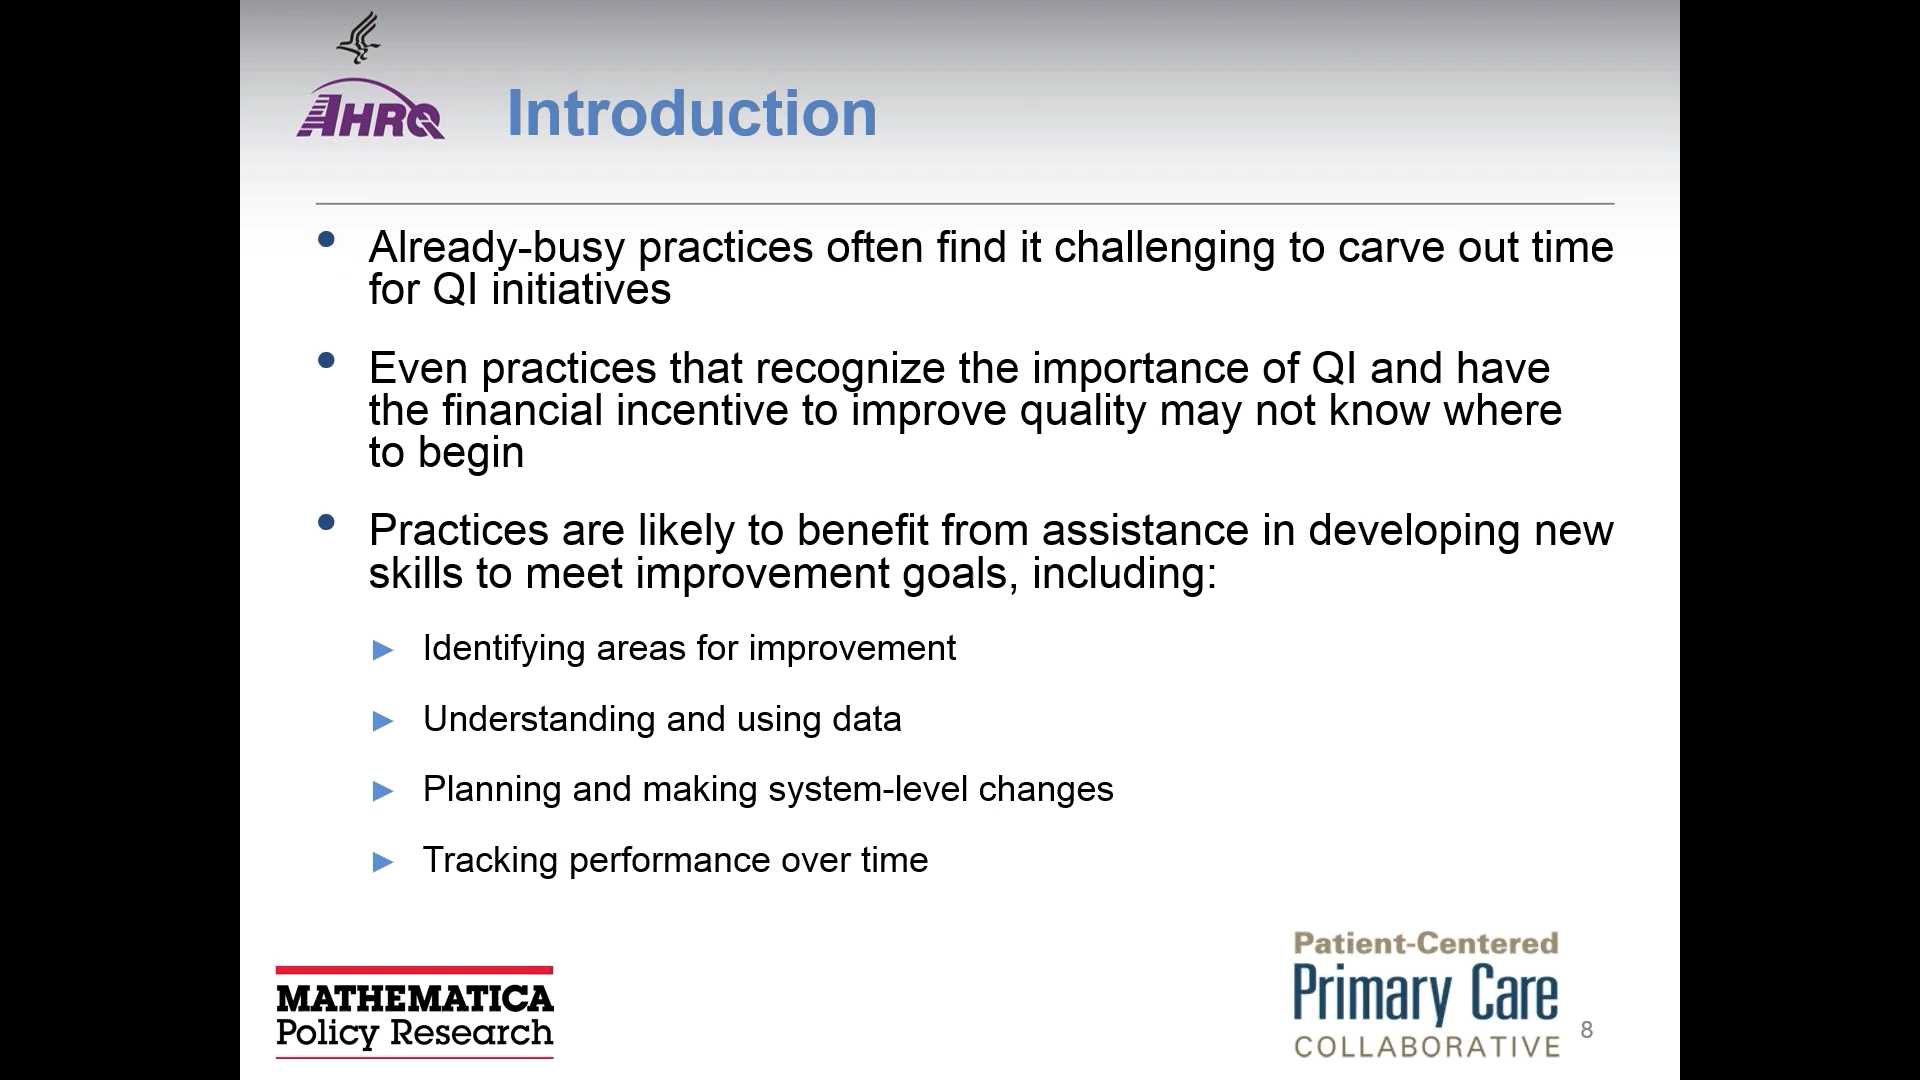 AHRQ
Introduction
• Already-busy practices often find it challenging to carve out time
for QI initiatives
• Even practices that recognize the importance of QI and have
the financial incentive to improve quality may not know where
to begin
• Practices are likely to benefit from assistance in developing new
skills to meet improvement goals, including:
► Identifying areas for improvement
► Understanding and using data
► Planning and making system-level changes
► Tracking performance over time
MATHEMATICA
Policy Research
Patient-Centered
Primary Care
COLLABORATIVE
8